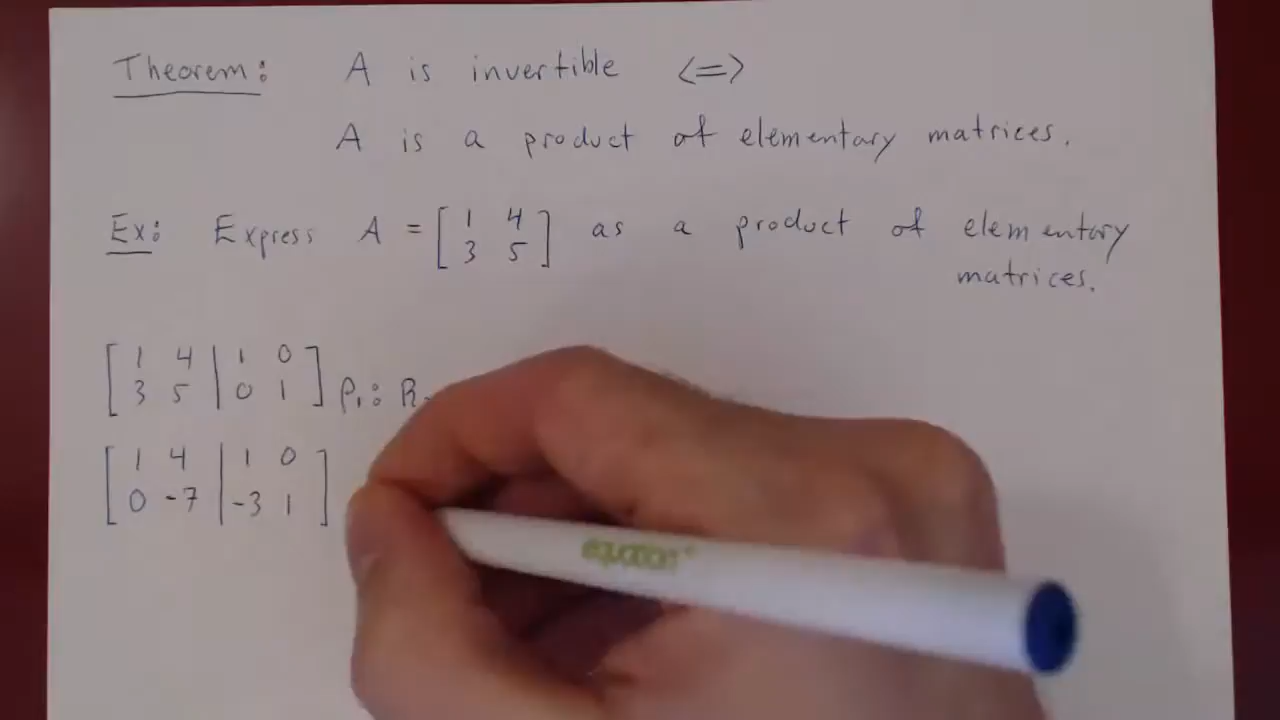 Theorem: A is invertible <=>
A is a product of elementary matrices.
Ex: Express A = [ 1 4 ] as a product of elementary
[ 3 5 ] matrices.
[ 1 4 | 1 0 ]
[ 3 5 | 0 1 ] P₁:
[ 1 4 | 1 0 ]
[ 0 -7 | -3 1 ]
equation